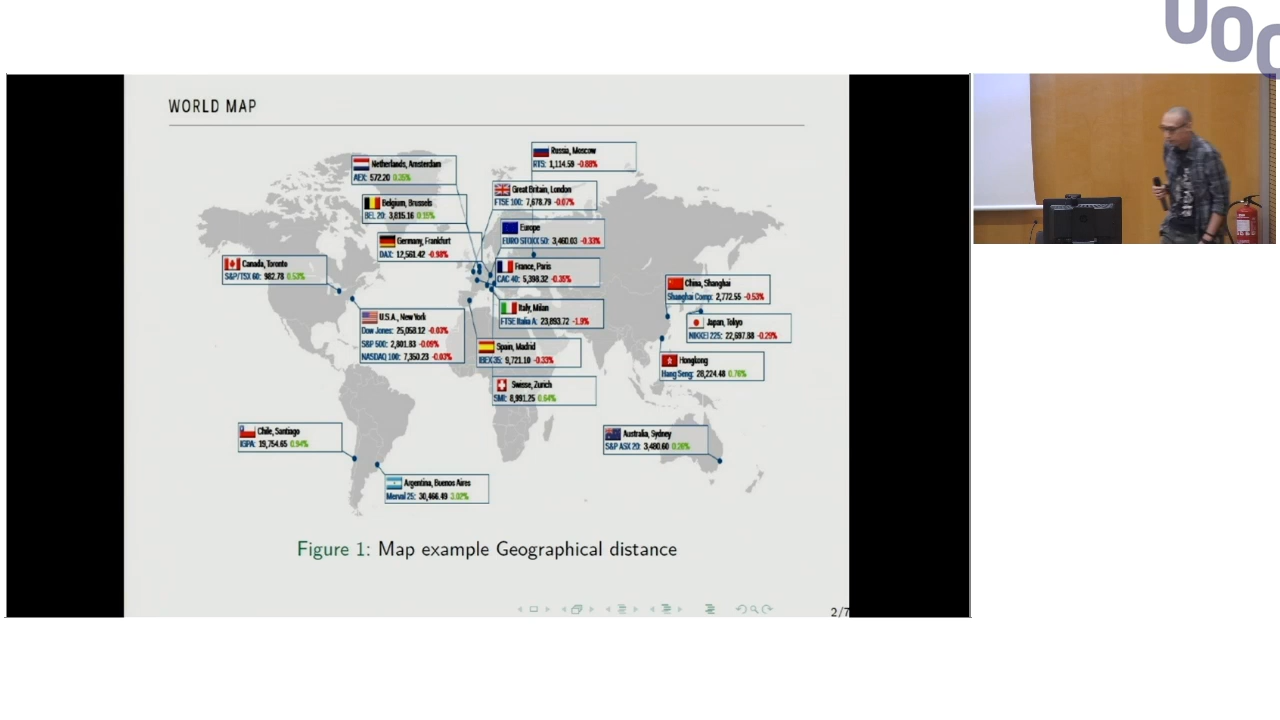 UOC
WORLD MAP
Netherlands, Amsterdam
AEX: 572.20 0.35%
Russia, Moscow
RTS: 1,114.59 -0.88%
Belgium, Brussels
BEL 20: 3,815.16 0.15%
Great Britain, London
FTSE 100: 7,678.79 -0.07%
Germany, Frankfurt
DAX: 12,561.42 -0.98%
Europe
EURO STOXX 50: 3,460.03 -0.33%
Canada, Toronto
S&P/TSX 60: 982.78 0.53%
France, Paris
CAC 40: 5,398.32 -0.35%
China, Shanghai
Shanghai Comp: 2,772.55 -0.53%
U.S.A., New York
Dow Jones: 25,058.12 -0.03%
S&P 500: 2,801.83 -0.09%
NASDAQ 100: 7,350.23 -0.03%
Italy, Milan
FTSE Italia A: 23,893.72 -1.9%
Japan, Tokyo
NIKKEI 225: 22,697.88 -0.29%
Spain, Madrid
IBEX 35: 9,721.10 -0.33%
Hongkong
Hang Seng: 28,224.48 0.76%
Swisse, Zurich
SMI: 8,991.25 0.64%
Chile, Santiago
IGPA: 19,754.65 0.94%
Australia, Sydney
S&P ASX 20: 3,480.60 0.26%
Argentina, Buenos Aires
Merval 25: 30,466.49 3.02%
Figure 1: Map example Geographical distance
2/7